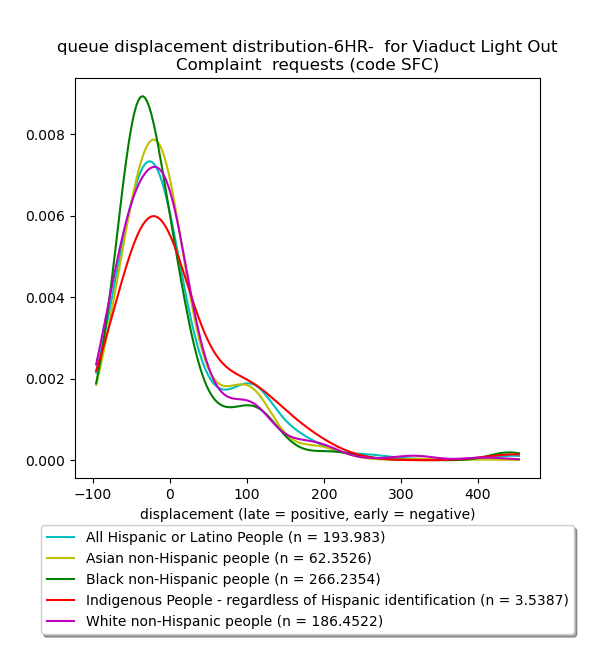 queue displacement distribution-6HR-  for Viaduct Light Out
Complaint  requests (code SFC)
0.008
0.006
0.004
0.002
0.000
−100 0 100 200 300 400
displacement (late = positive, early = negative)
All Hispanic or Latino People (n = 193.983)
Asian non-Hispanic people (n = 62.3526)
Black non-Hispanic people (n = 266.2354)
Indigenous People - regardless of Hispanic identification (n = 3.5387)
White non-Hispanic people (n = 186.4522)